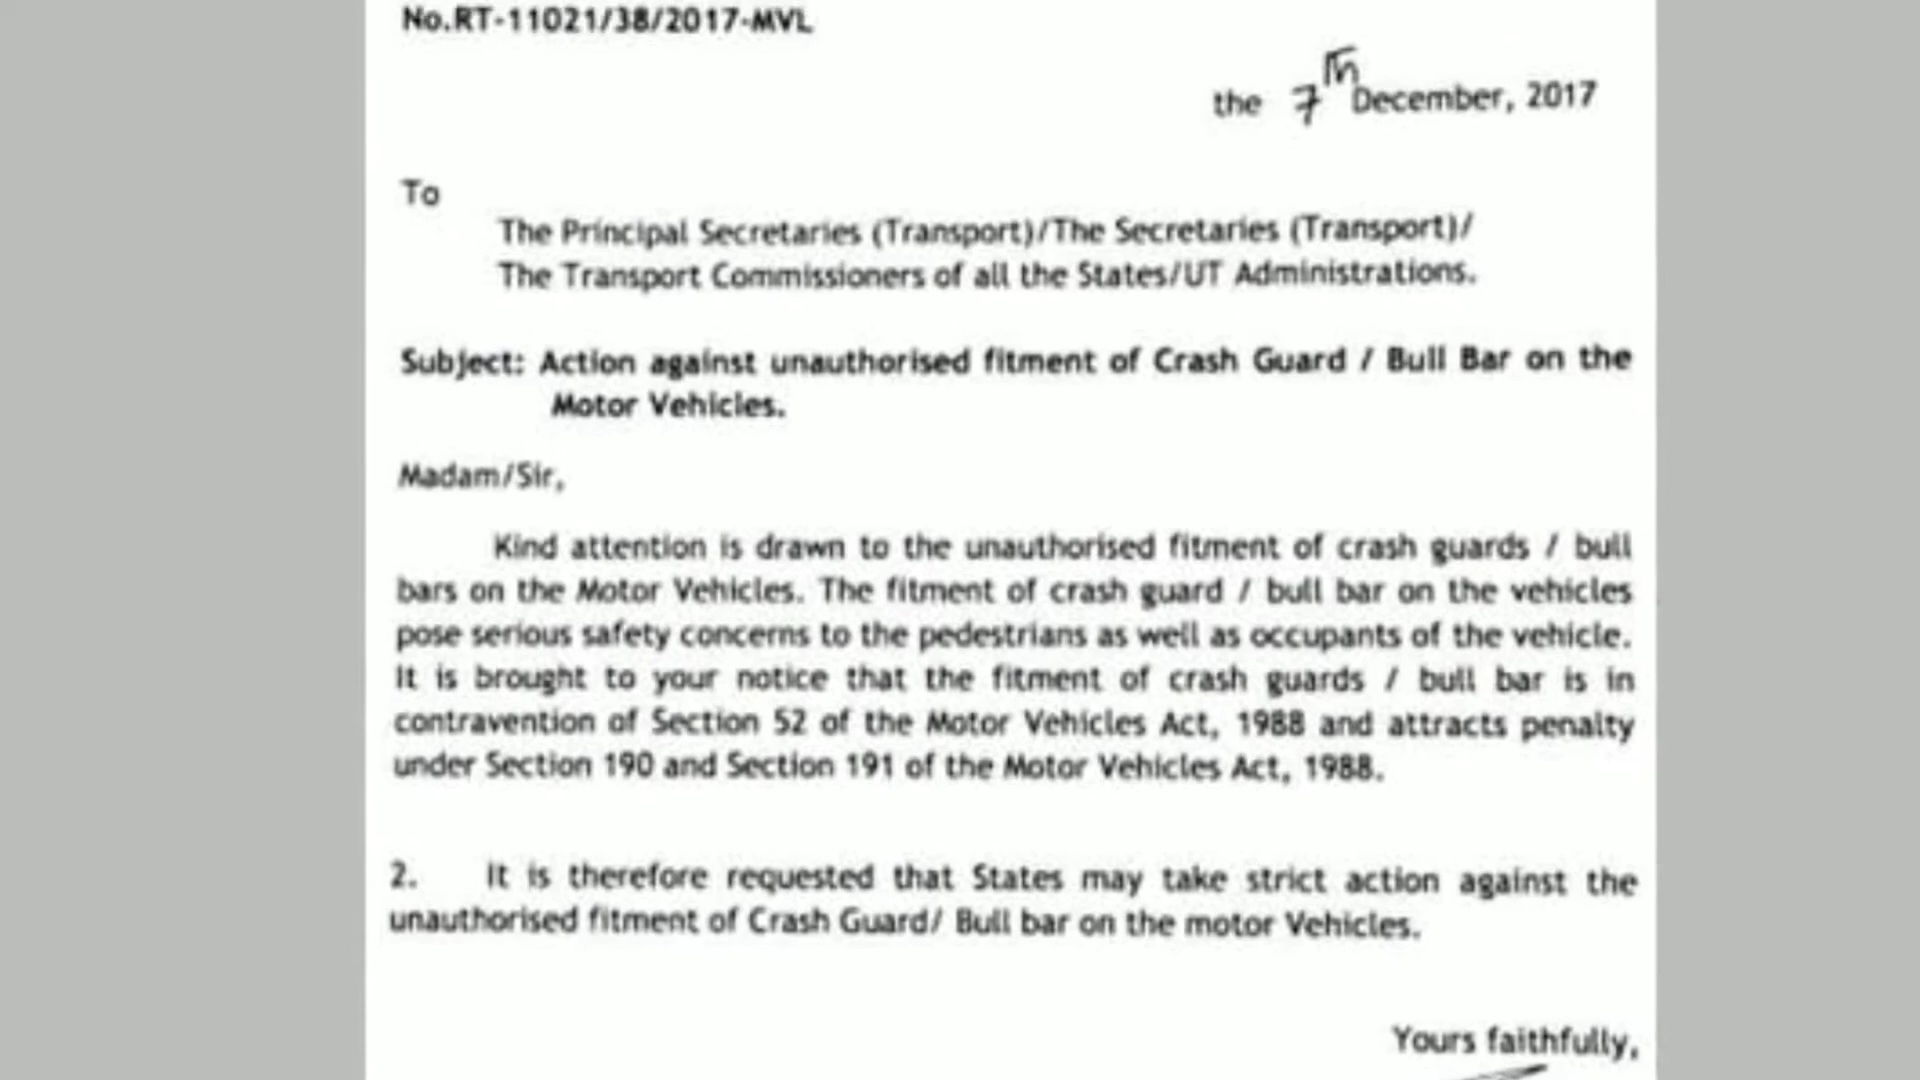 No.RT-11021/38/2017-MVL
the 7th December, 2017
To
The Principal Secretaries (Transport)/The Secretaries (Transport)/
The Transport Commissioners of all the States/UT Administrations.
Subject: Action against unauthorised fitment of Crash Guard / Bull Bar on the
Motor Vehicles.
Madam/Sir,
Kind attention is drawn to the unauthorised fitment of crash guards / bull
bars on the Motor Vehicles. The fitment of crash guard / bull bar on the vehicles
pose serious safety concerns to the pedestrians as well as occupants of the vehicle.
It is brought to your notice that the fitment of crash guards / bull bar is in
contravention of Section 52 of the Motor Vehicles Act, 1988 and attracts penalty
under Section 190 and Section 191 of the Motor Vehicles Act, 1988.
2. It is therefore requested that States may take strict action against the
unauthorised fitment of Crash Guard/ Bull bar on the motor Vehicles.
Yours faithfully,